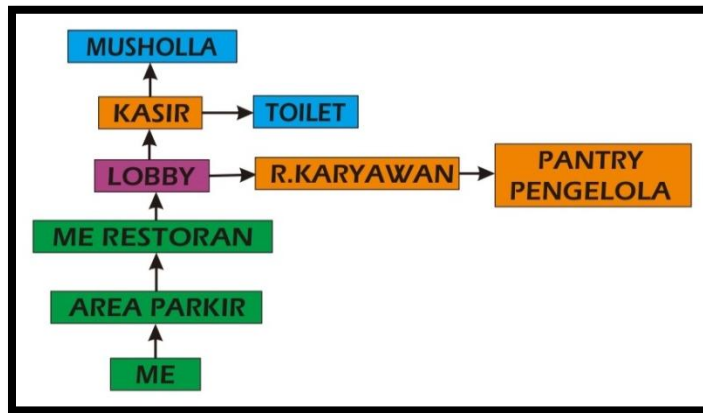 MUSHOLLA
KASIR
TOILET
LOBBY
R.KARYAWAN
PANTRY
PENGELOLA
ME RESTORAN
AREA PARKIR
ME